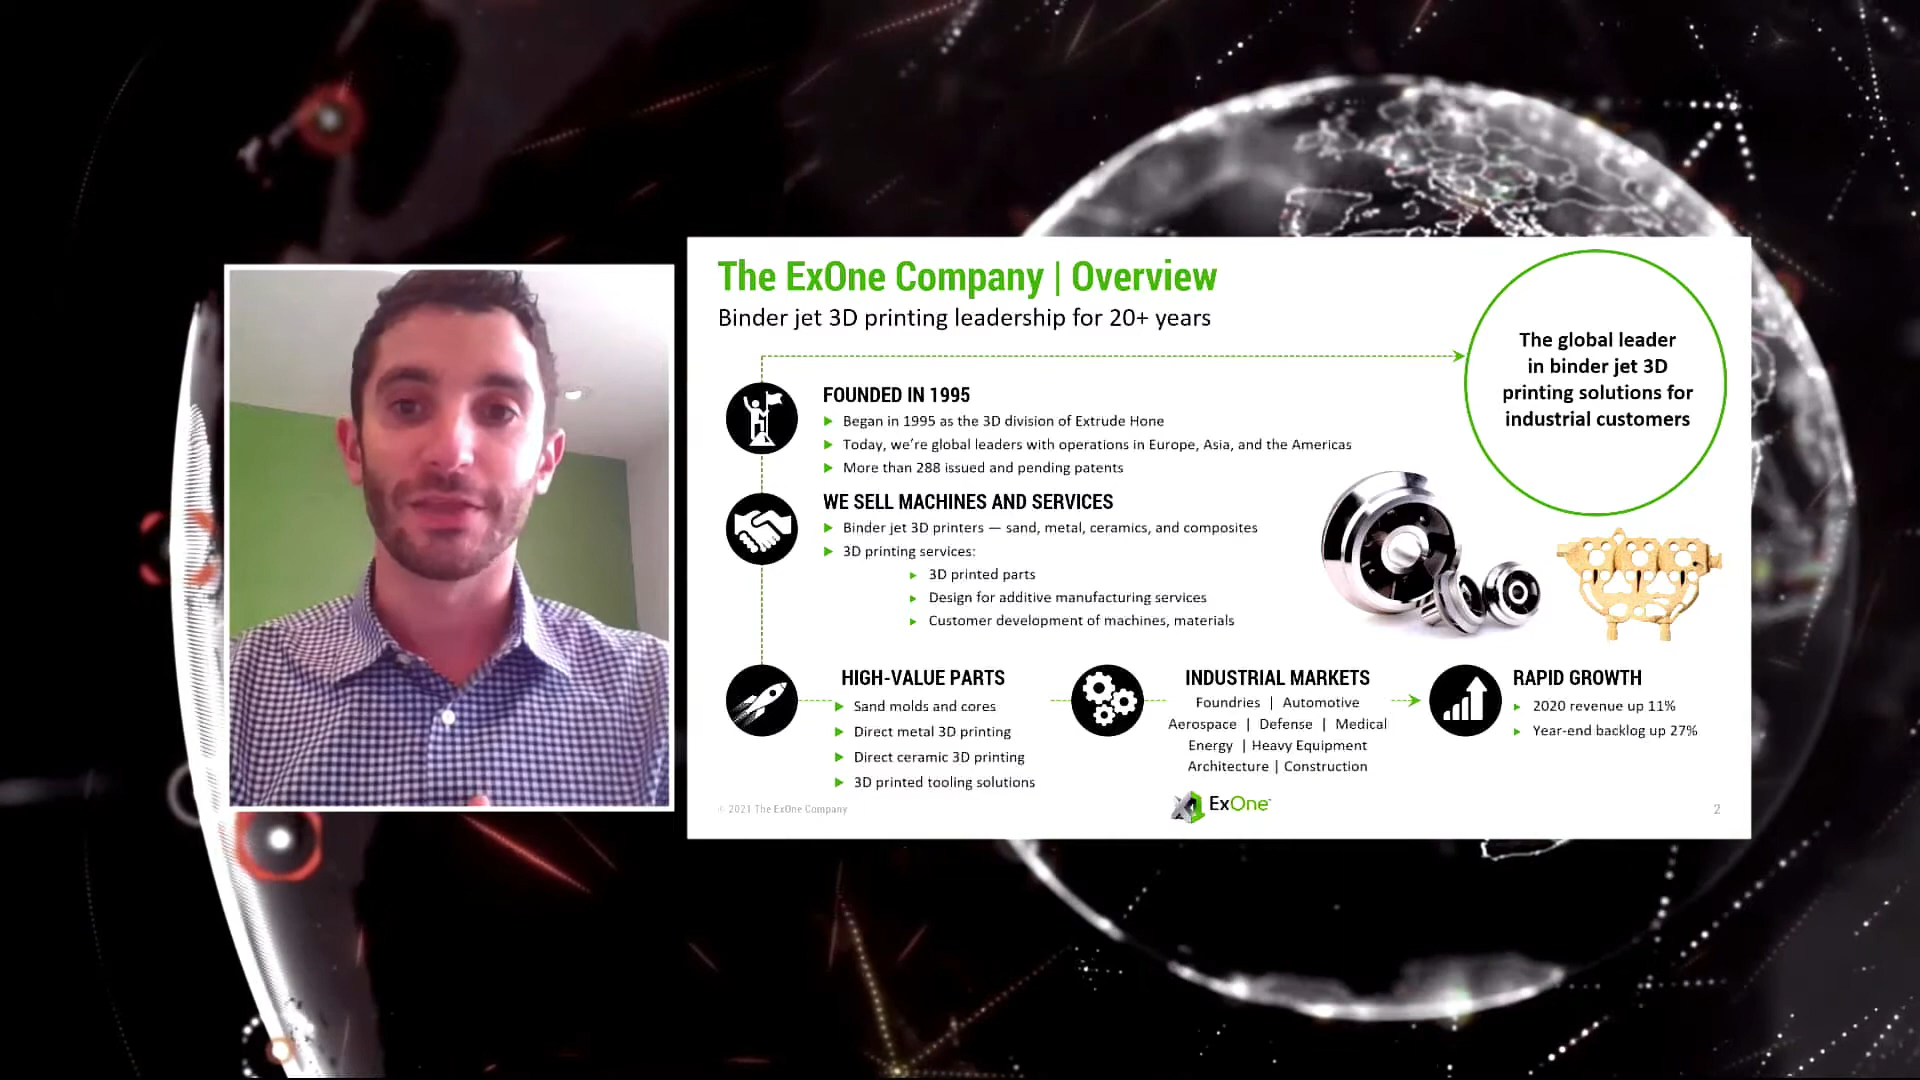 The ExOne Company | Overview
Binder jet 3D printing leadership for 20+ years
The global leader
in binder jet 3D
printing solutions for
industrial customers
FOUNDED IN 1995
Began in 1995 as the 3D division of Extrude Hone
Today, we're global leaders with operations in Europe, Asia, and the Americas
More than 288 issued and pending patents
WE SELL MACHINES AND SERVICES
Binder jet 3D printers — sand, metal, ceramics, and composites
3D printing services:
3D printed parts
Design for additive manufacturing services
Customer development of machines, materials
HIGH-VALUE PARTS
Sand molds and cores
Direct metal 3D printing
Direct ceramic 3D printing
3D printed tooling solutions
INDUSTRIAL MARKETS
Foundries | Automotive
Aerospace | Defense | Medical
Energy | Heavy Equipment
Architecture | Construction
RAPID GROWTH
2020 revenue up 11%
Year-end backlog up 27%
© 2021 The ExOne Company
ExOne
2